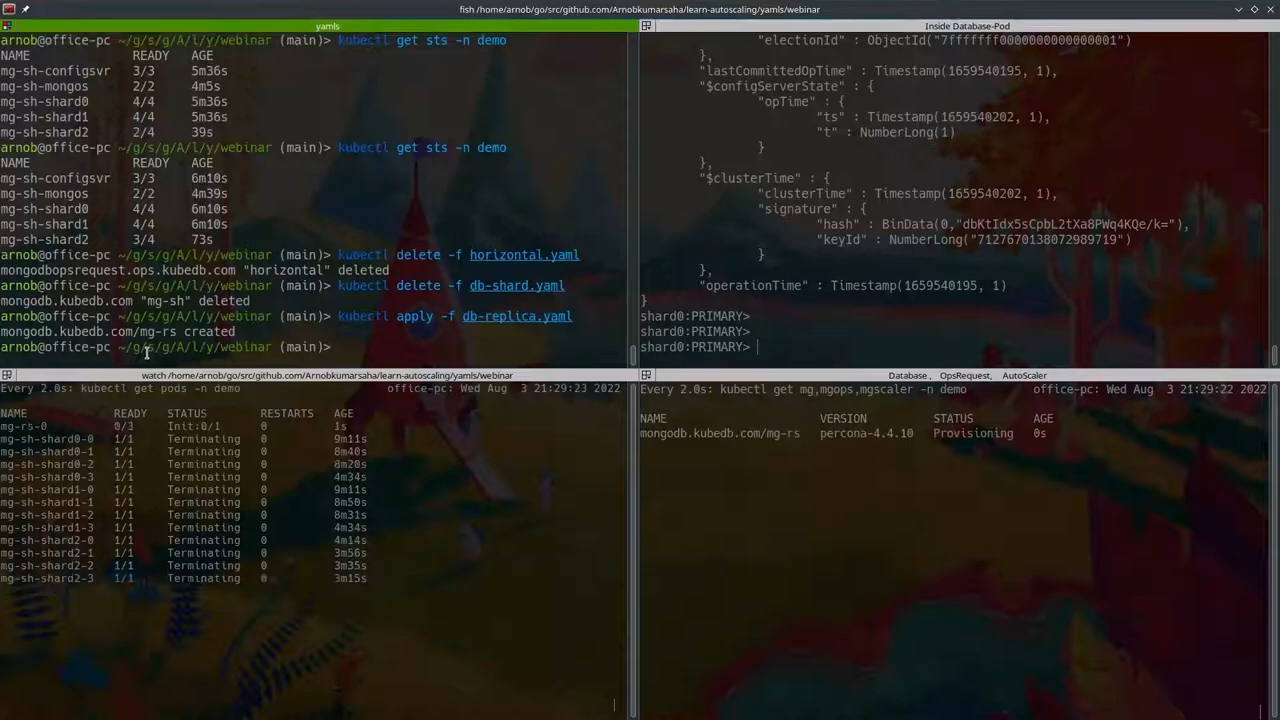 fish /home/arnob/go/src/github.com/Arnobkumarsaha/learn-autoscaling/yamls/webinar
yamls
arnob@office-pc ~/g/s/g/A/l/y/webinar (main)> kubectl get sts -n demo
NAME READY AGE
mg-sh-configsvr 3/3 5m36s
mg-sh-mongos 2/2 4m5s
mg-sh-shard0 4/4 5m36s
mg-sh-shard1 4/4 5m36s
mg-sh-shard2 2/4 39s
arnob@office-pc ~/g/s/g/A/l/y/webinar (main)> kubectl get sts -n demo
NAME READY AGE
mg-sh-configsvr 3/3 6m10s
mg-sh-mongos 2/2 4m39s
mg-sh-shard0 4/4 6m10s
mg-sh-shard1 4/4 6m10s
mg-sh-shard2 3/4 73s
arnob@office-pc ~/g/s/g/A/l/y/webinar (main)> kubectl delete -f horizontal.yaml
mongodbopsrequest.ops.kubedb.com "horizontal" deleted
arnob@office-pc ~/g/s/g/A/l/y/webinar (main)> kubectl delete -f db-shard.yaml
mongodb.kubedb.com "mg-sh" deleted
arnob@office-pc ~/g/s/g/A/l/y/webinar (main)> kubectl apply -f db-replica.yaml
mongodb.kubedb.com/mg-rs created
arnob@office-pc ~/g/s/g/A/l/y/webinar (main)>
Inside Database-Pod
"electionId" : ObjectId("7fffffff0000000000000001")
},
"lastCommittedOpTime" : Timestamp(1659540195, 1),
"$configServerState" : {
"opTime" : {
"ts" : Timestamp(1659540202, 1),
"t" : NumberLong(1)
}
},
"$clusterTime" : {
"clusterTime" : Timestamp(1659540202, 1),
"signature" : {
"hash" : BinData(0,"dbKtIdx5sCpbL2tXa8PWq4KQe/k="),
"keyId" : NumberLong("7127670138072989719")
}
},
"operationTime" : Timestamp(1659540195, 1)
}
shard0:PRIMARY>
shard0:PRIMARY>
shard0:PRIMARY>
watch /home/arnob/go/src/github.com/Arnobkumarsaha/learn-autoscaling/yamls/webinar
Every 2.0s: kubectl get pods -n demo office-pc: Wed Aug 3 21:29:23 2022
NAME READY STATUS RESTARTS AGE
mg-rs-0 0/3 Init:0/1 0 1s
mg-sh-shard0-0 1/1 Terminating 0 9m11s
mg-sh-shard0-1 1/1 Terminating 0 8m40s
mg-sh-shard0-2 1/1 Terminating 0 8m20s
mg-sh-shard0-3 1/1 Terminating 0 4m34s
mg-sh-shard1-0 1/1 Terminating 0 9m11s
mg-sh-shard1-1 1/1 Terminating 0 8m50s
mg-sh-shard1-2 1/1 Terminating 0 8m31s
mg-sh-shard1-3 1/1 Terminating 0 4m34s
mg-sh-shard2-0 1/1 Terminating 0 4m14s
mg-sh-shard2-1 1/1 Terminating 0 3m56s
mg-sh-shard2-2 1/1 Terminating 0 3m35s
mg-sh-shard2-3 1/1 Terminating 0 3m15s
Database , OpsRequest, AutoScaler
Every 2.0s: kubectl get mg,mgops,mgscaler -n demo office-pc: Wed Aug 3 21:29:22 2022
NAME VERSION STATUS AGE
mongodb.kubedb.com/mg-rs percona-4.4.10 Provisioning 0s